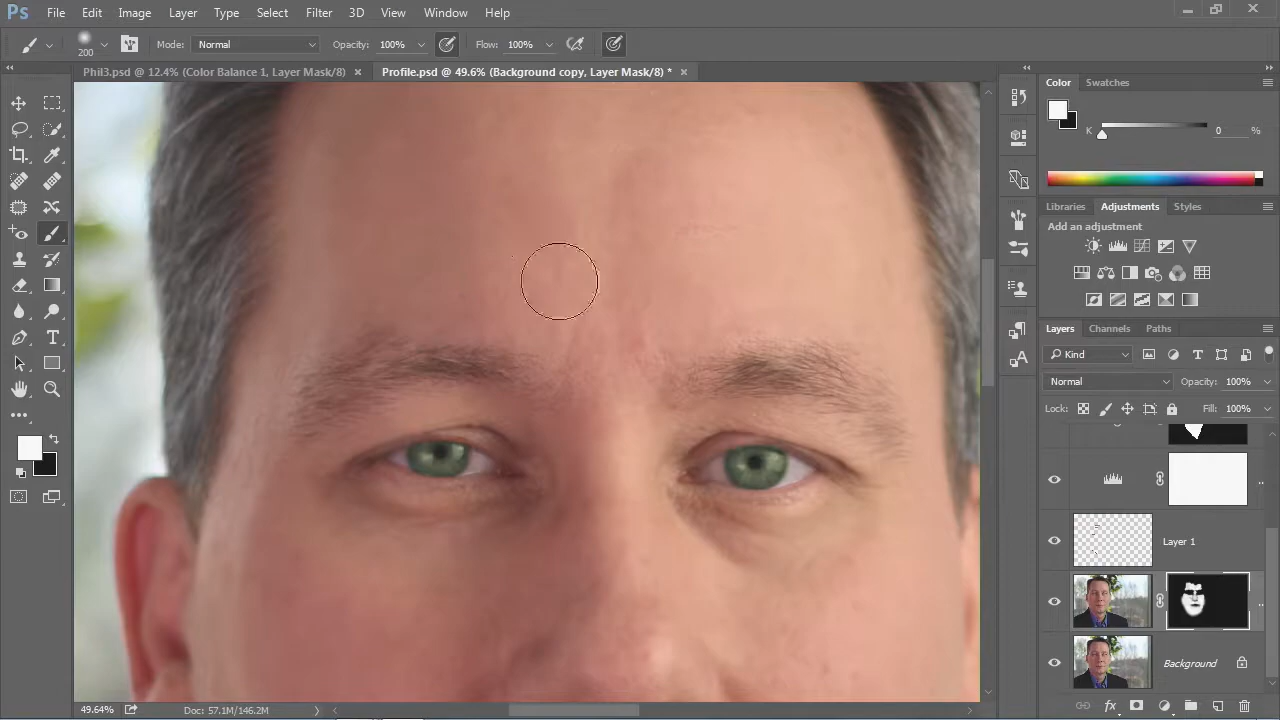 Ps File Edit Image Layer Type Select Filter 3D View Window Help
200 Mode: Normal Opacity: 100% Flow: 100%
Phil3.psd @ 12.4% (Color Balance 1, Layer Mask/8) × Profile.psd @ 49.6% (Background copy, Layer Mask/8) * ×
Color Swatches
K 0 %
Libraries Adjustments Styles
Add an adjustment
Layers Channels Paths
Kind
Normal Opacity: 100%
Lock: Fill: 100%
Layer 1
Background
49.64% Doc: 57.1M/146.2M